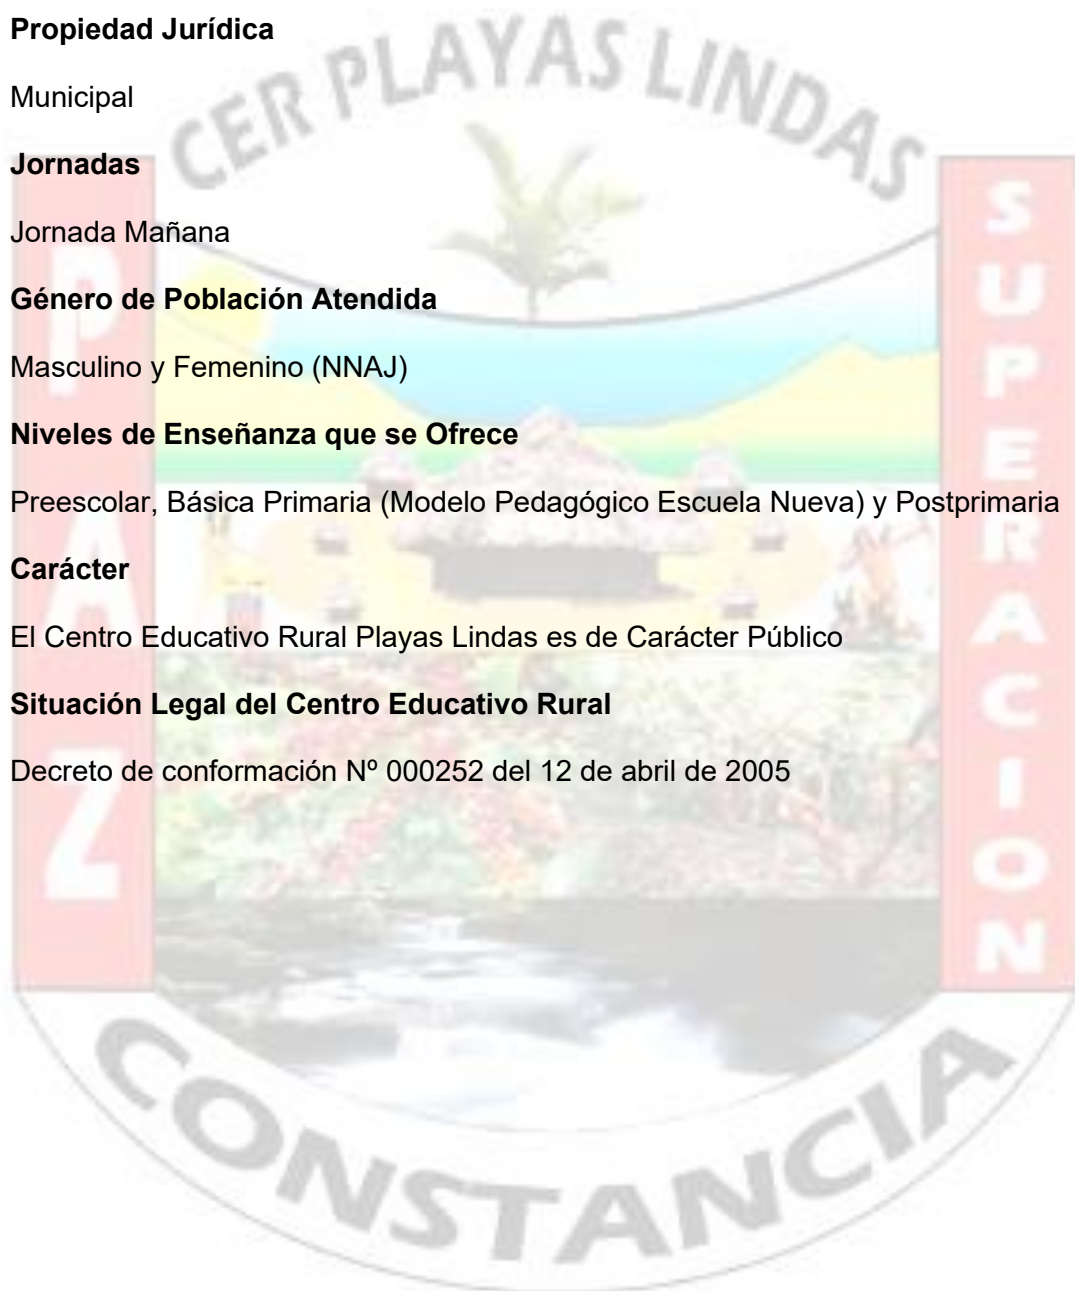 Propiedad Jurídica
CER PLAYAS LINDAS
Municipal
Jornadas
Jornada Mañana
Género de Población Atendida
Masculino y Femenino (NNAJ)
Niveles de Enseñanza que se Ofrece
Preescolar, Básica Primaria (Modelo Pedagógico Escuela Nueva) y Postprimaria
Carácter
El Centro Educativo Rural Playas Lindas es de Carácter Público
Situación Legal del Centro Educativo Rural
Decreto de conformación Nº 000252 del 12 de abril de 2005
PAZ
SUPERACION
CONSTANCIA